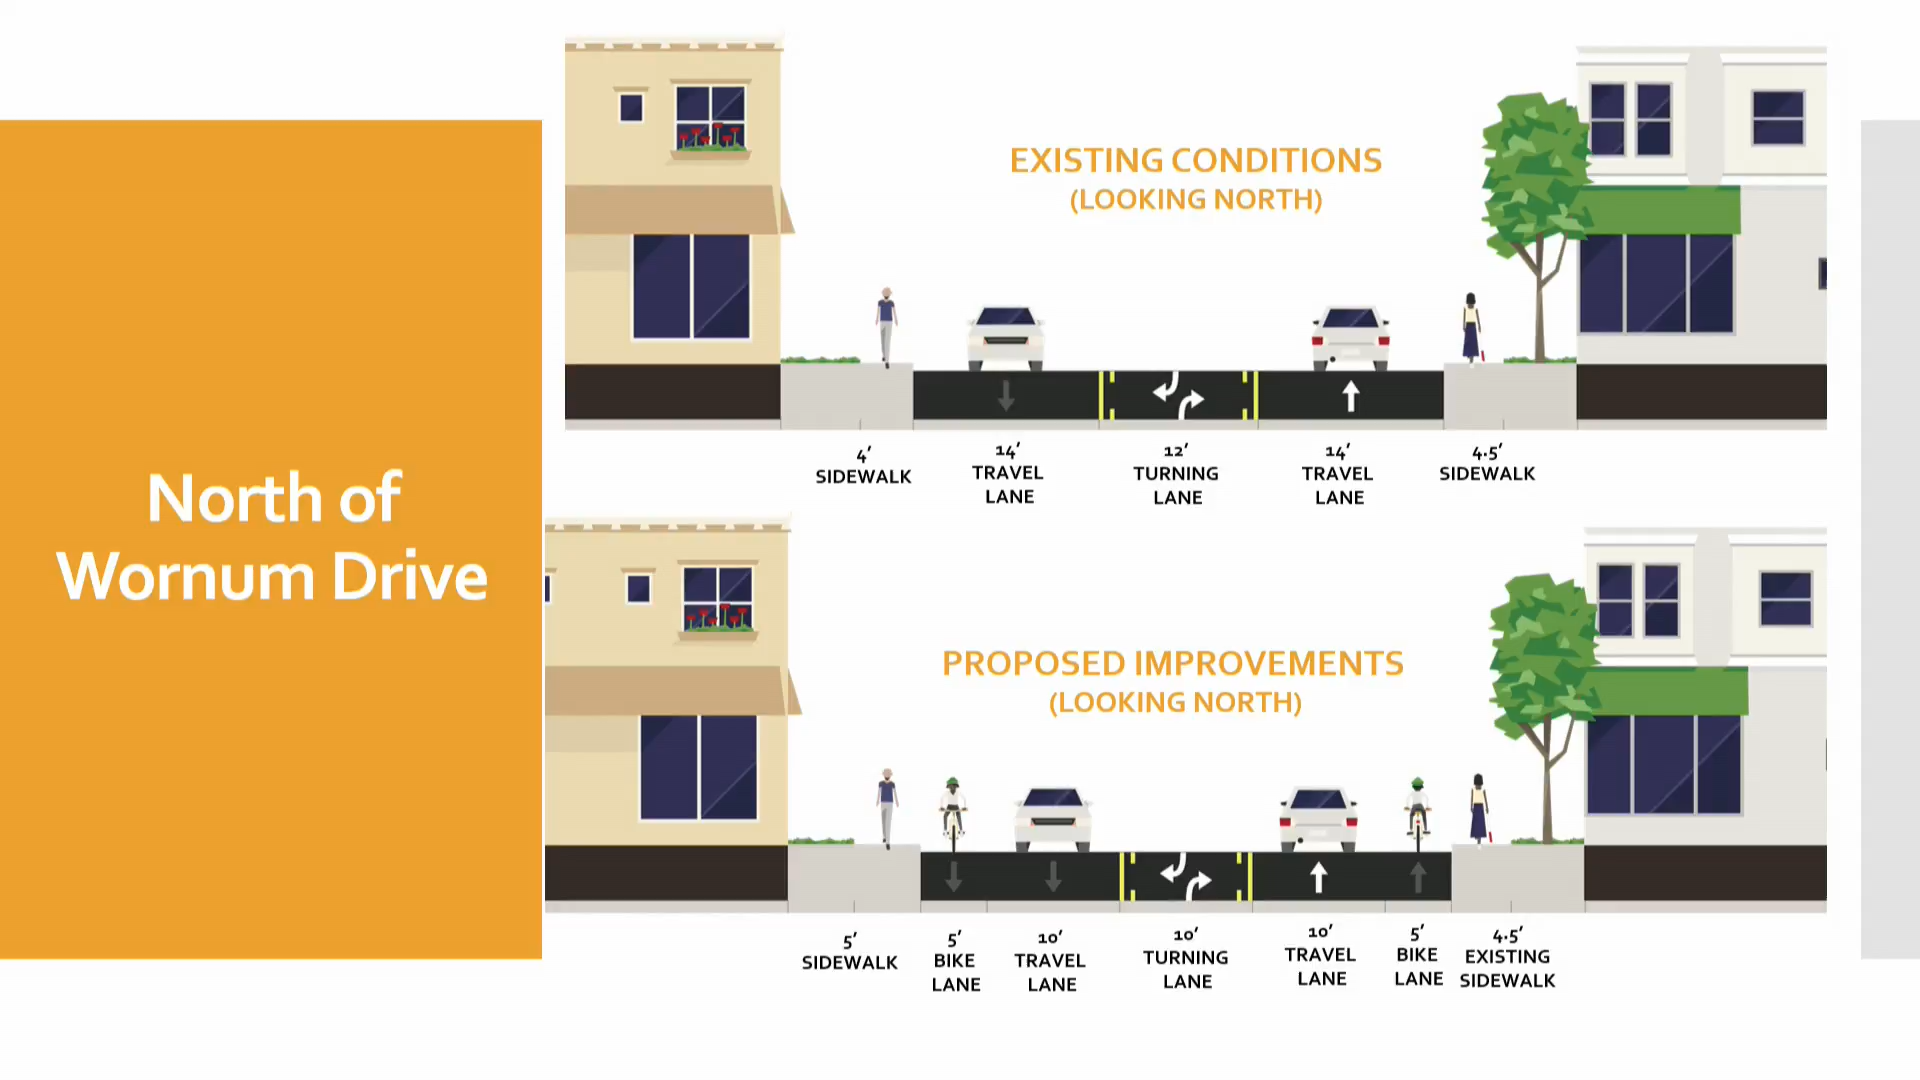 North of
Wornum Drive
EXISTING CONDITIONS
(LOOKING NORTH)
4'
SIDEWALK
14'
TRAVEL
LANE
12'
TURNING
LANE
14'
TRAVEL
LANE
4.5'
SIDEWALK
PROPOSED IMPROVEMENTS
(LOOKING NORTH)
5'
SIDEWALK
5'
BIKE
LANE
10'
TRAVEL
LANE
10'
TURNING
LANE
10'
TRAVEL
LANE
5'
BIKE
LANE
4.5'
EXISTING
SIDEWALK